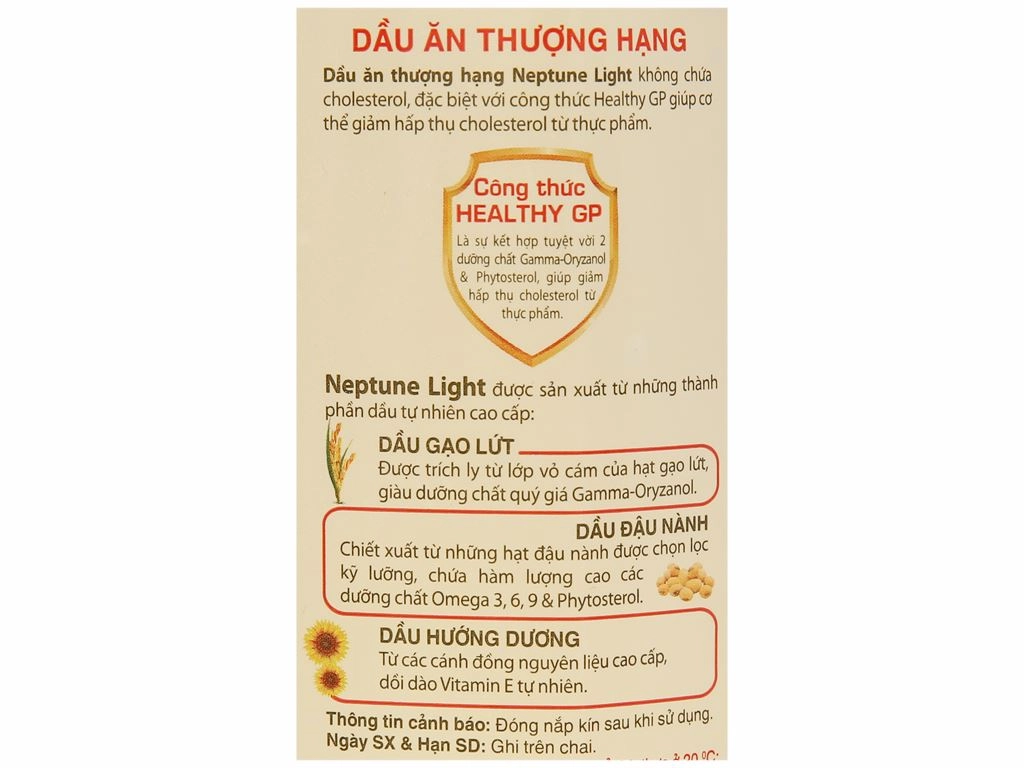 DẦU ĂN THƯỢNG HẠNG
Dầu ăn thượng hạng Neptune Light không chứa
cholesterol, đặc biệt với công thức Healthy GP giúp cơ
thể giảm hấp thụ cholesterol từ thực phẩm.
Công thức
HEALTHY GP
Là sự kết hợp tuyệt vời 2
dưỡng chất Gamma-Oryzanol
& Phytosterol, giúp giảm
hấp thụ cholesterol từ
thực phẩm.
Neptune Light được sản xuất từ những thành
phần dầu tự nhiên cao cấp:
DẦU GẠO LỨT
Được trích ly từ lớp vỏ cám của hạt gạo lứt,
giàu dưỡng chất quý giá Gamma-Oryzanol.
DẦU ĐẬU NÀNH
Chiết xuất từ những hạt đậu nành được chọn lọc
kỹ lưỡng, chứa hàm lượng cao các
dưỡng chất Omega 3, 6, 9 & Phytosterol.
DẦU HƯỚNG DƯƠNG
Từ các cánh đồng nguyên liệu cao cấp,
dồi dào Vitamin E tự nhiên.
Thông tin cảnh báo: Đóng nắp kín sau khi sử dụng.
Ngày SX & Hạn SD: Ghi trên chai.